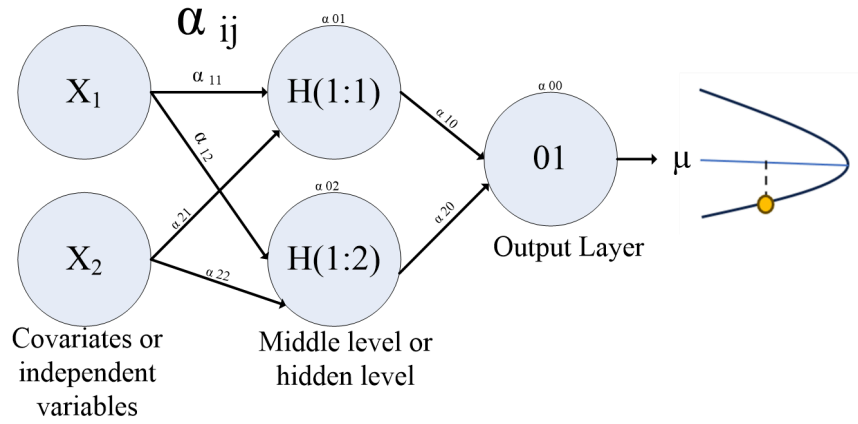 α ij
α 01
X1
α 11
H(1:1)
α 12
α 10
α 00
01
μ
α 21
α 02
α 20
X2
α 22
H(1:2)
Output Layer
Covariates or
independent
variables
Middle level or
hidden level